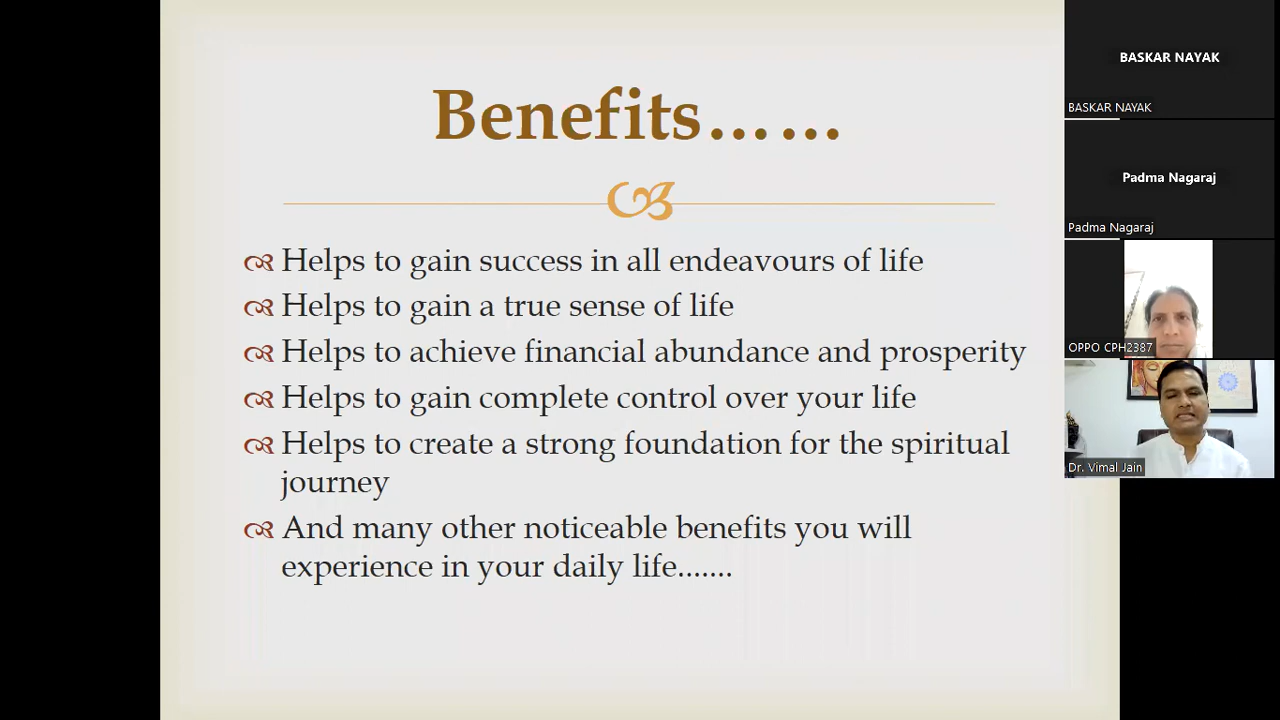 Benefits……
Helps to gain success in all endeavours of life
Helps to gain a true sense of life
Helps to achieve financial abundance and prosperity
Helps to gain complete control over your life
Helps to create a strong foundation for the spiritual
journey
And many other noticeable benefits you will
experience in your daily life.......
BASKAR NAYAK
BASKAR NAYAK
Padma Nagaraj
Padma Nagaraj
OPPO CPH2387
Dr. Vimal Jain